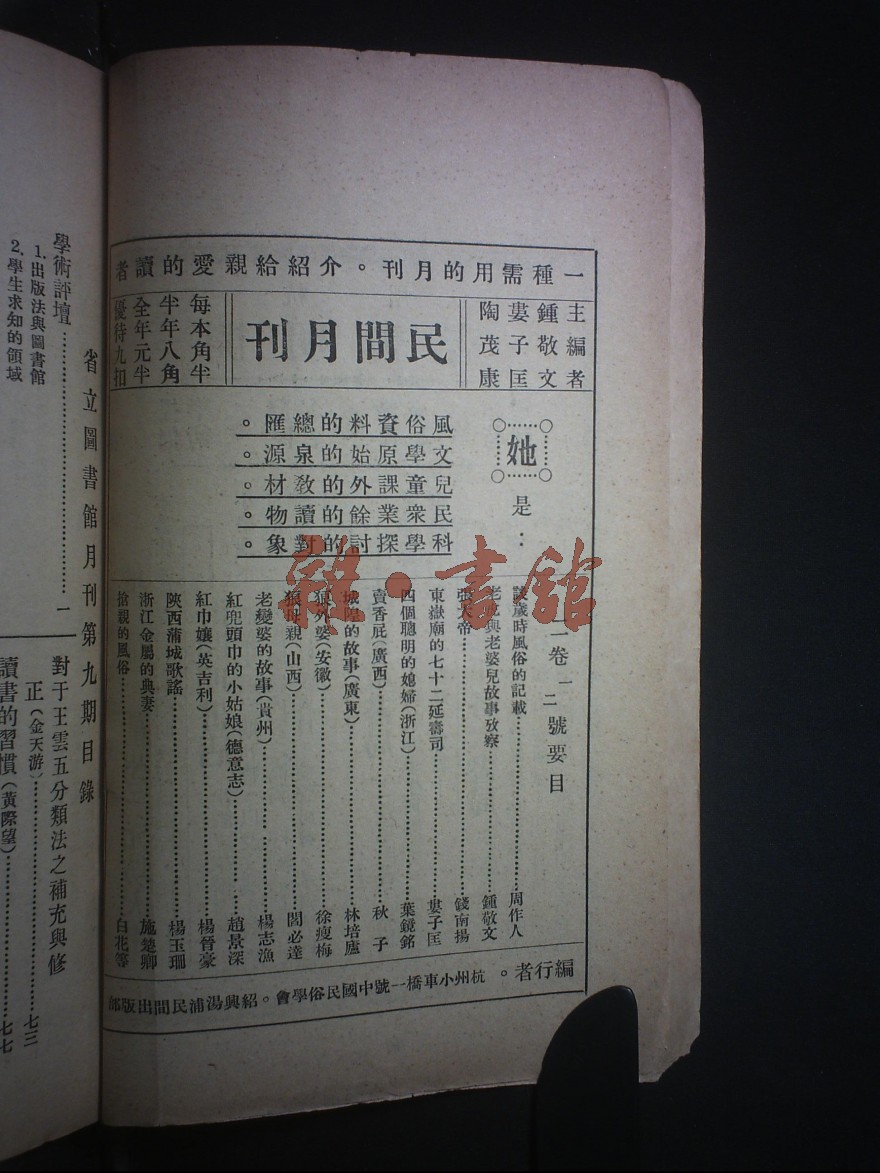 一種需用的月刊。介紹給親愛的讀者
主編者
鍾敬文
婁子匡
陶茂康
民間月刊
每本角半
半年八角
全年元半
優待九扣
她
是：
風俗資料的總匯。
文學原始的泉源。
兒童課外的教材。
民衆業餘的讀物。
科學探討的對象。
二卷一二號要目
談歲時風俗的記載 周作人
老虎與老婆兒故事攷察 鍾敬文
張天帝 錢南揚
東嶽廟的七十二延壽司 婁子匡
四個聰明的媳婦（浙江） 葉鏡銘
賣香屁（廣西） 秋子
城隍的故事（廣東） 林培廬
狼外婆（安徽） 徐瘦梅
狼母親（山西） 閻必達
老變婆的故事（貴州） 楊志漁
紅兜頭巾的小姑娘（德意志） 趙景深
紅巾孃（英吉利） 楊晉豪
陝西蒲城歌謠 楊玉珊
浙江金屬的典妻 施楚卿
搶親的風俗 白花等
編行者。杭州小車橋一號中國民俗學會。紹興湯浦民間出版部
省立圖書館月刊第九期目錄
學術評壇 一
1.出版法與圖書館
2.學生求知的領域
對于王雲五分類法之補充與修
正（金天游） 七三
讀書的習慣（黃際望） 七七
雜·書館